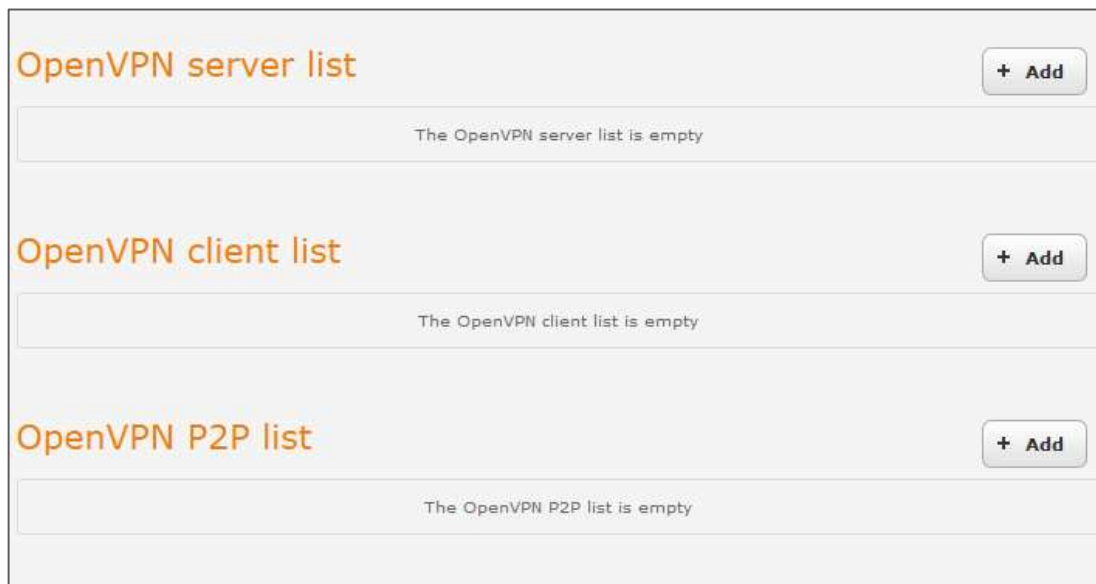 OpenVPN server list
+ Add
The OpenVPN server list is empty
OpenVPN client list
+ Add
The OpenVPN client list is empty
OpenVPN P2P list
+ Add
The OpenVPN P2P list is empty